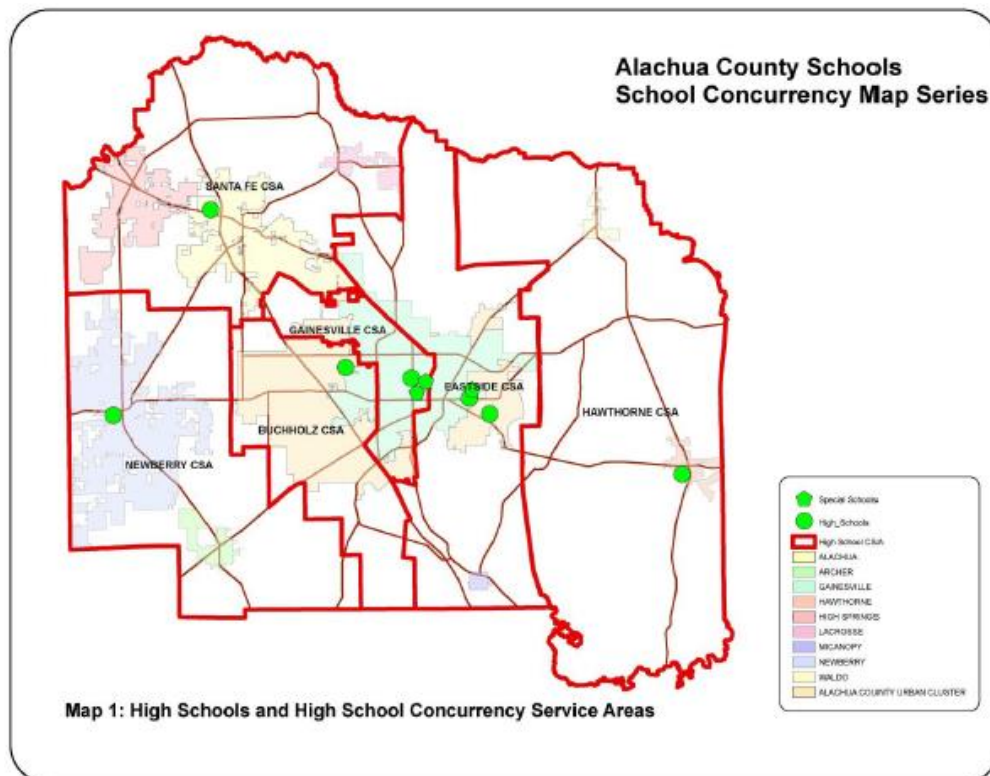 Alachua County Schools
School Concurrency Map Series
SANTA FE CSA
GAINESVILLE CSA
EASTSIDE CSA
HAWTHORNE CSA
BUCHHOLZ CSA
NEWBERRY CSA
Special Schools
High_Schools
High School CSA
ALACHUA
ARCHER
GAINESVILLE
HAWTHORNE
HIGH SPRINGS
LACROSSE
MICANOPY
NEWBERRY
WALDO
ALACHUA COUNTY URBAN CLUSTER
Map 1: High Schools and High School Concurrency Service Areas